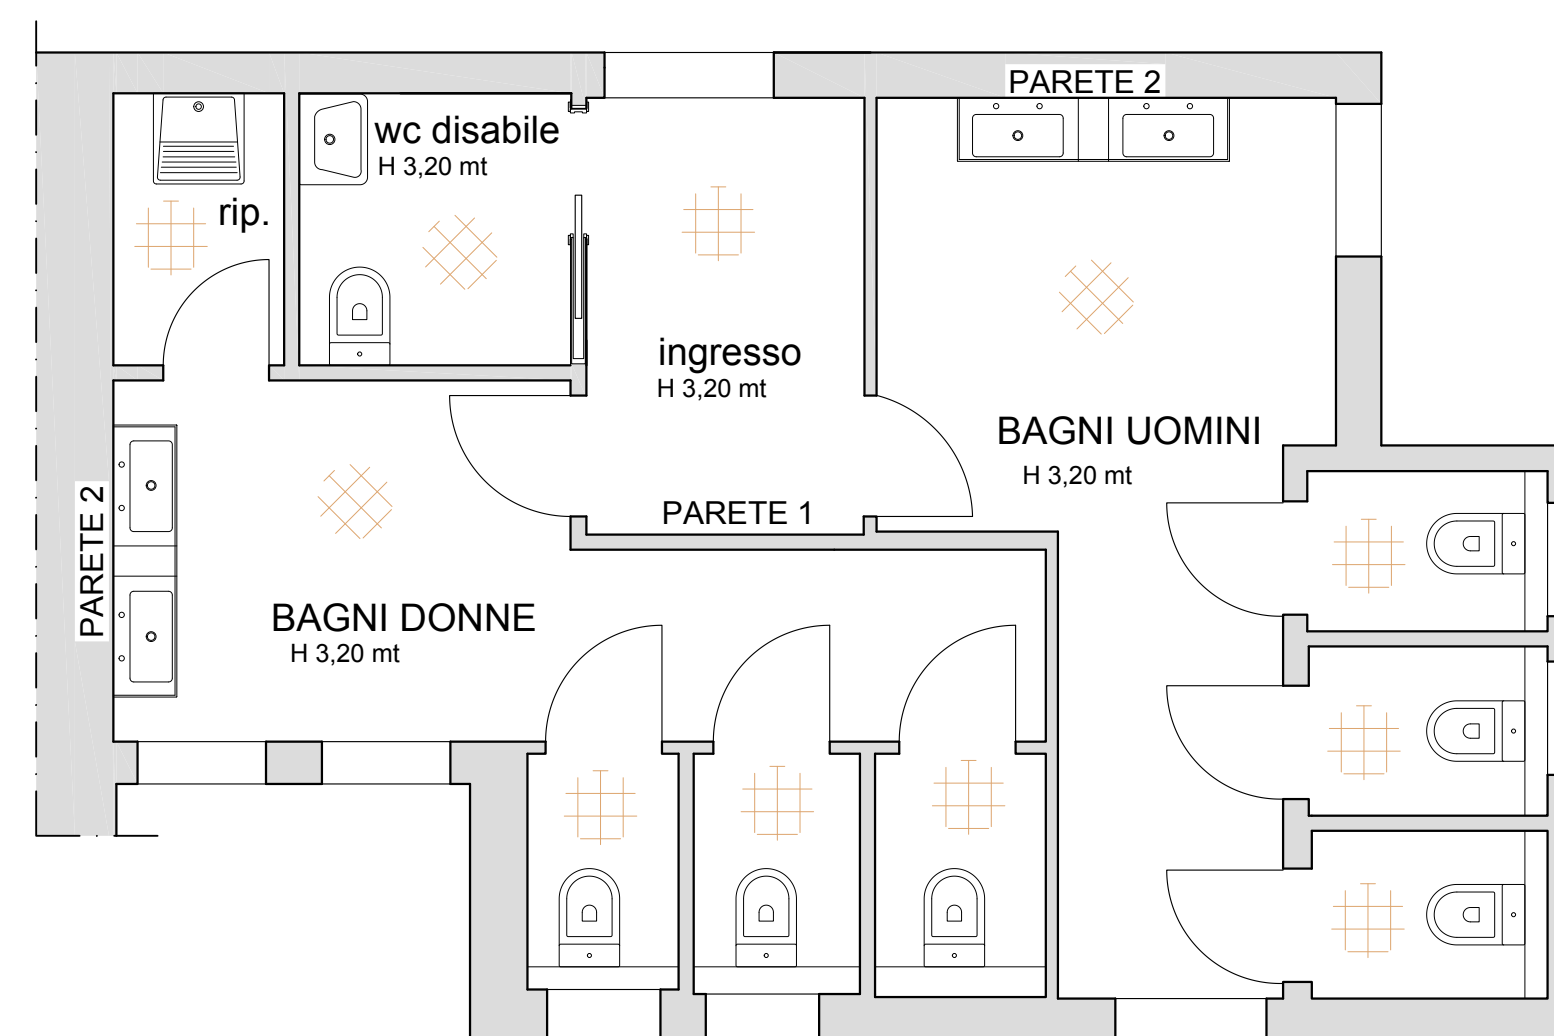 PARETE 2
wc disabile
H 3,20 mt
rip.
ingresso
H 3,20 mt
BAGNI UOMINI
H 3,20 mt
PARETE 1
PARETE 2
BAGNI DONNE
H 3,20 mt